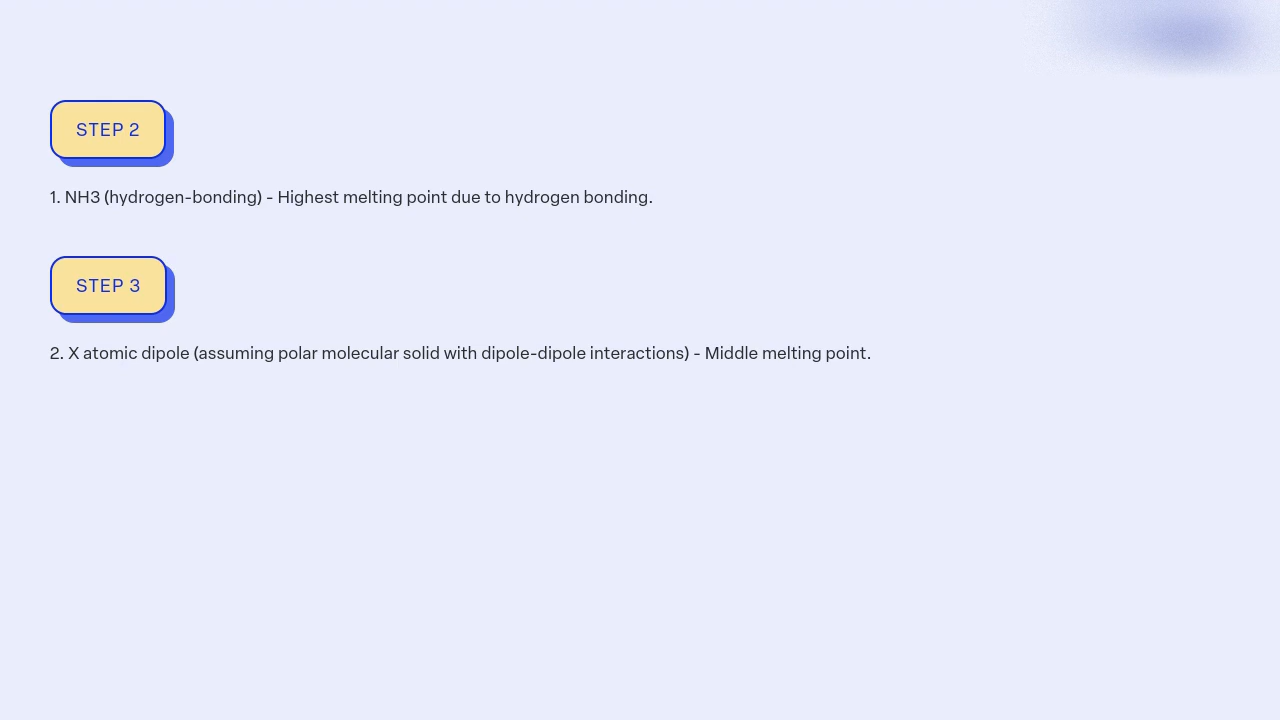 STEP 2
1. NH3 (hydrogen-bonding) - Highest melting point due to hydrogen bonding.
STEP 3
2. X atomic dipole (assuming polar molecular solid with dipole-dipole interactions) - Middle melting point.